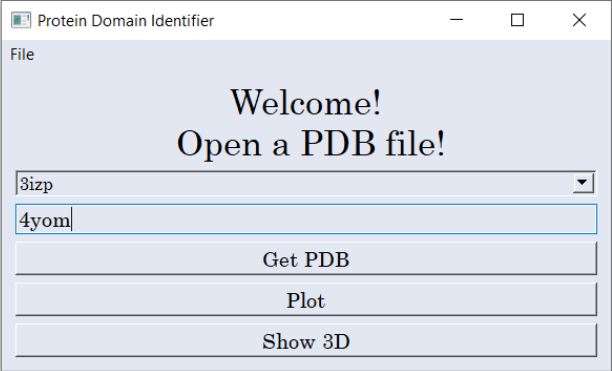 Protein Domain Identifier
File
Welcome!
Open a PDB file!
3izp
4yom
Get PDB
Plot
Show 3D